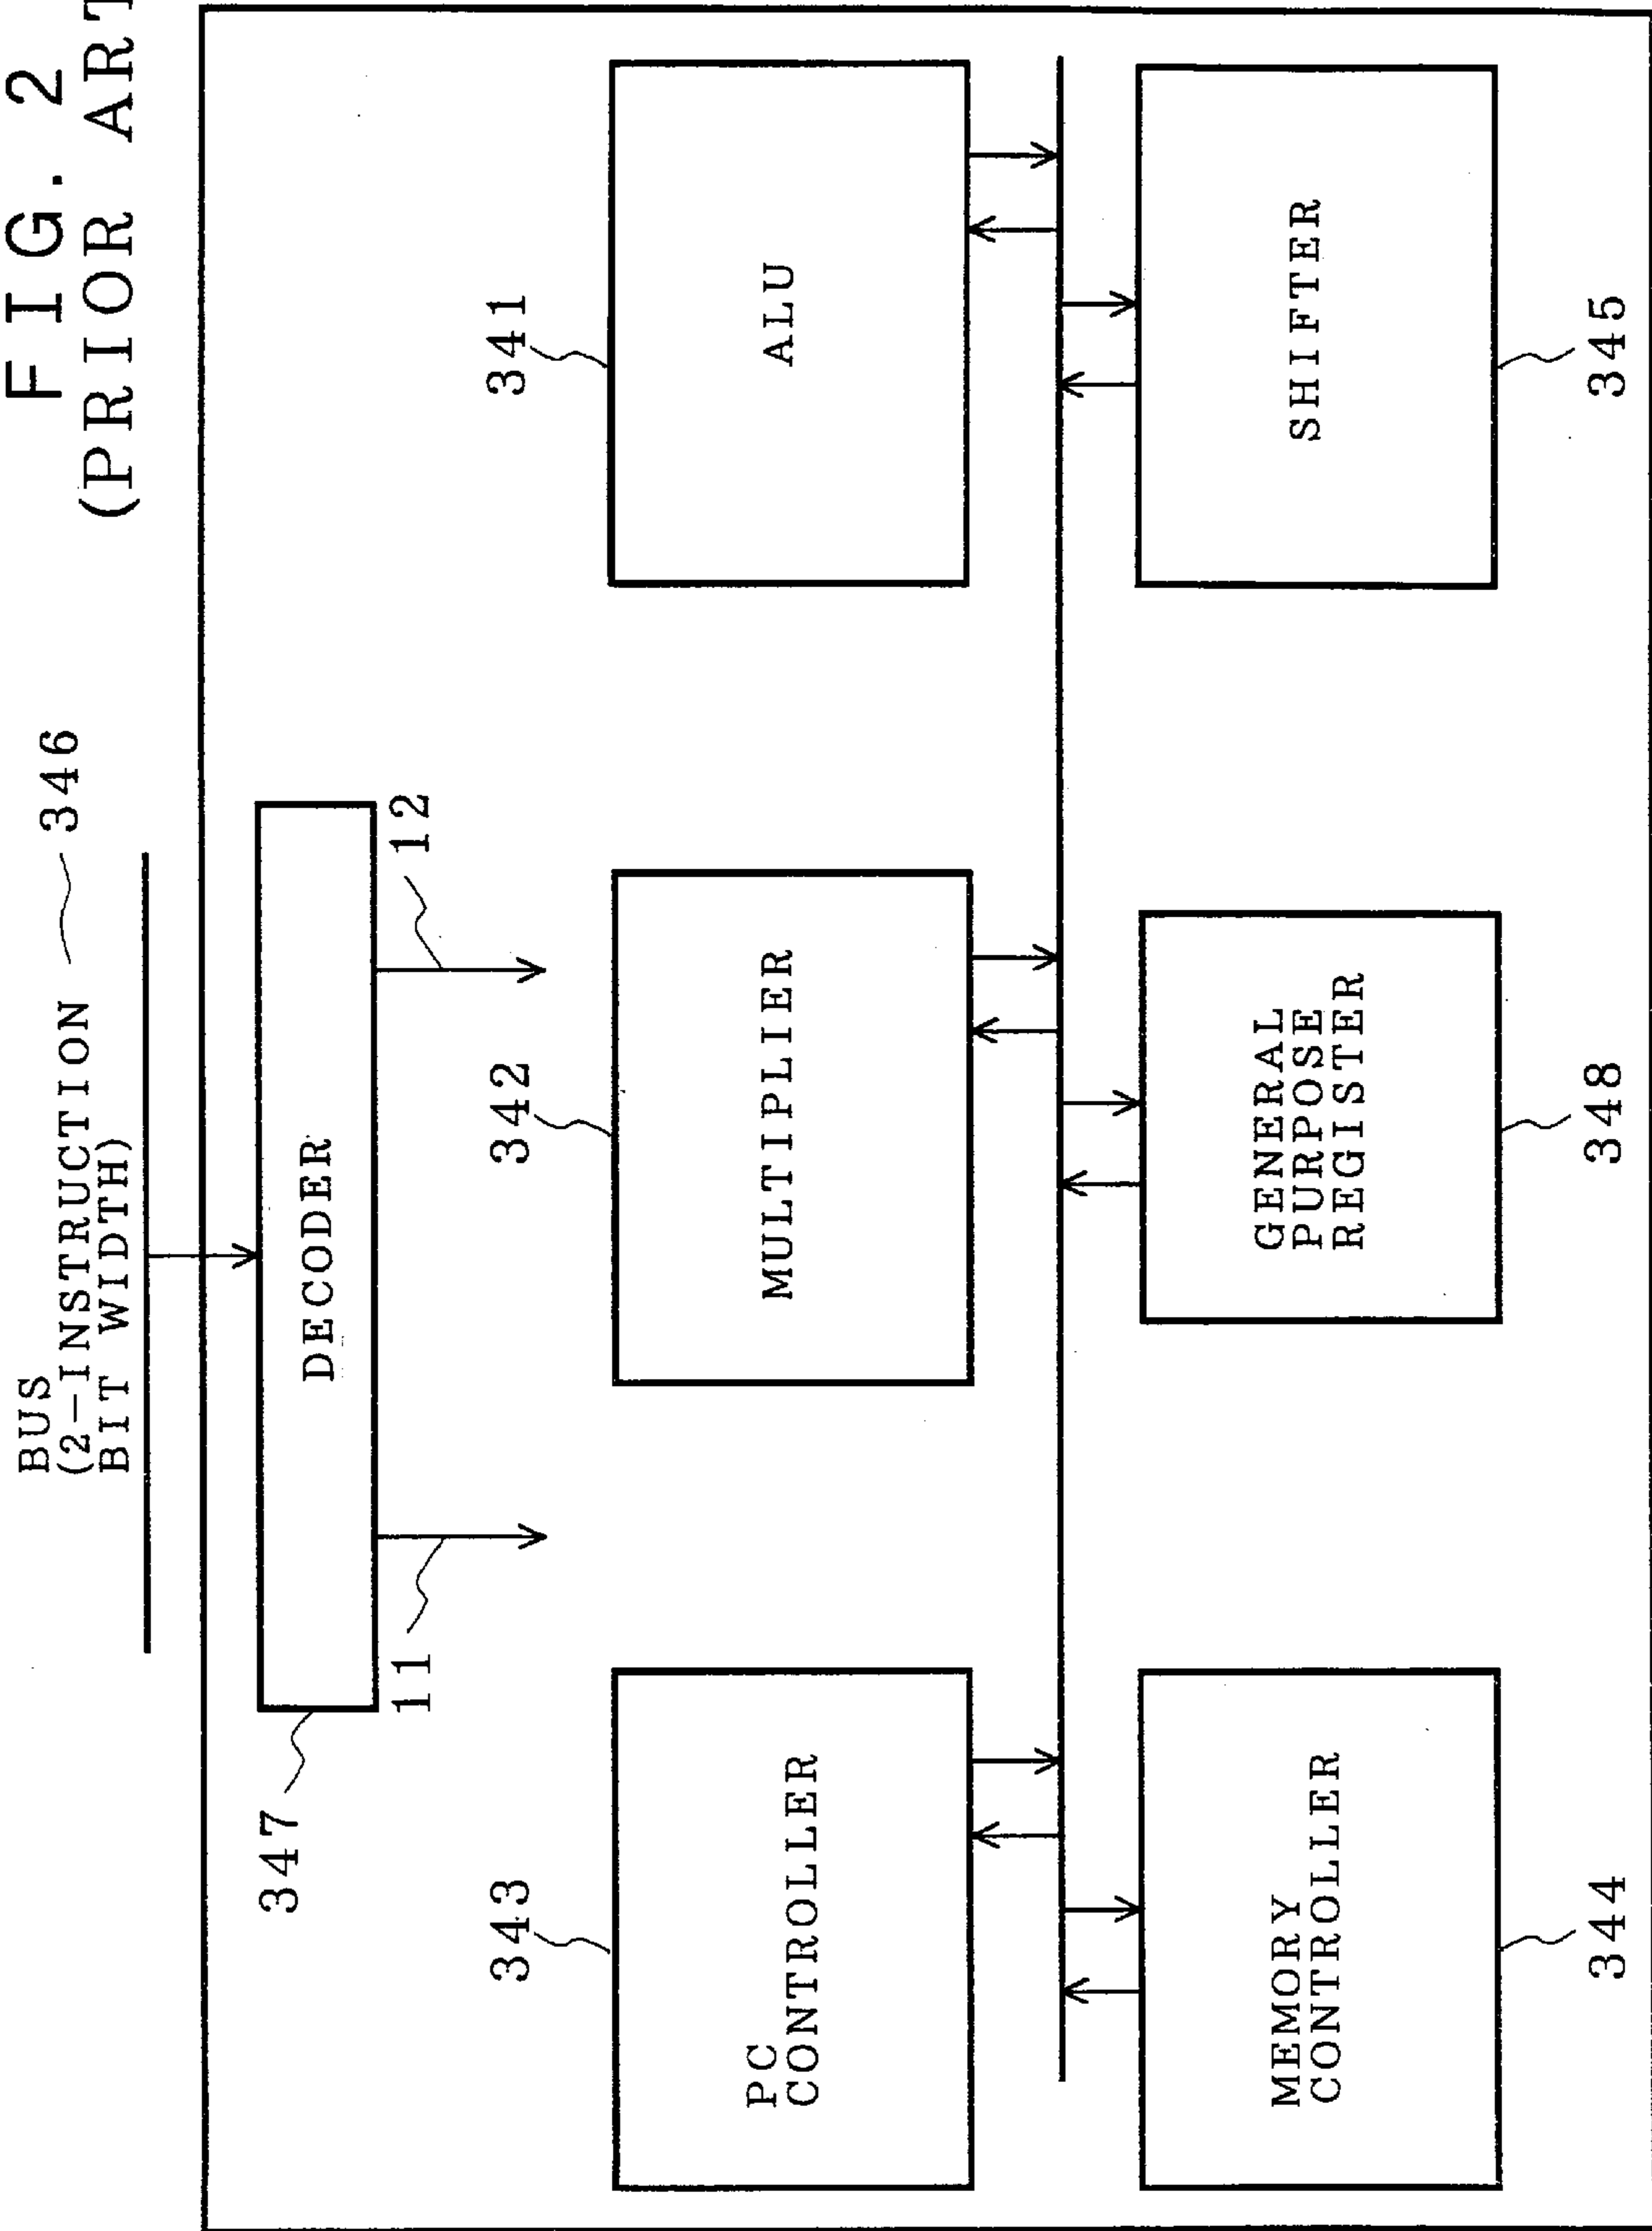 FIG. 2
(PRIOR ART
BUS
(2-INSTRUCTION
BIT WIDTH)
346
347
DECODER
11
12
343
PC
CONTROLLER
342
MULTIPLIER
341
ALU
MEMORY
CONTROLLER
344
GENERAL
PURPOSE
REGISTER
348
SHIFTER
345